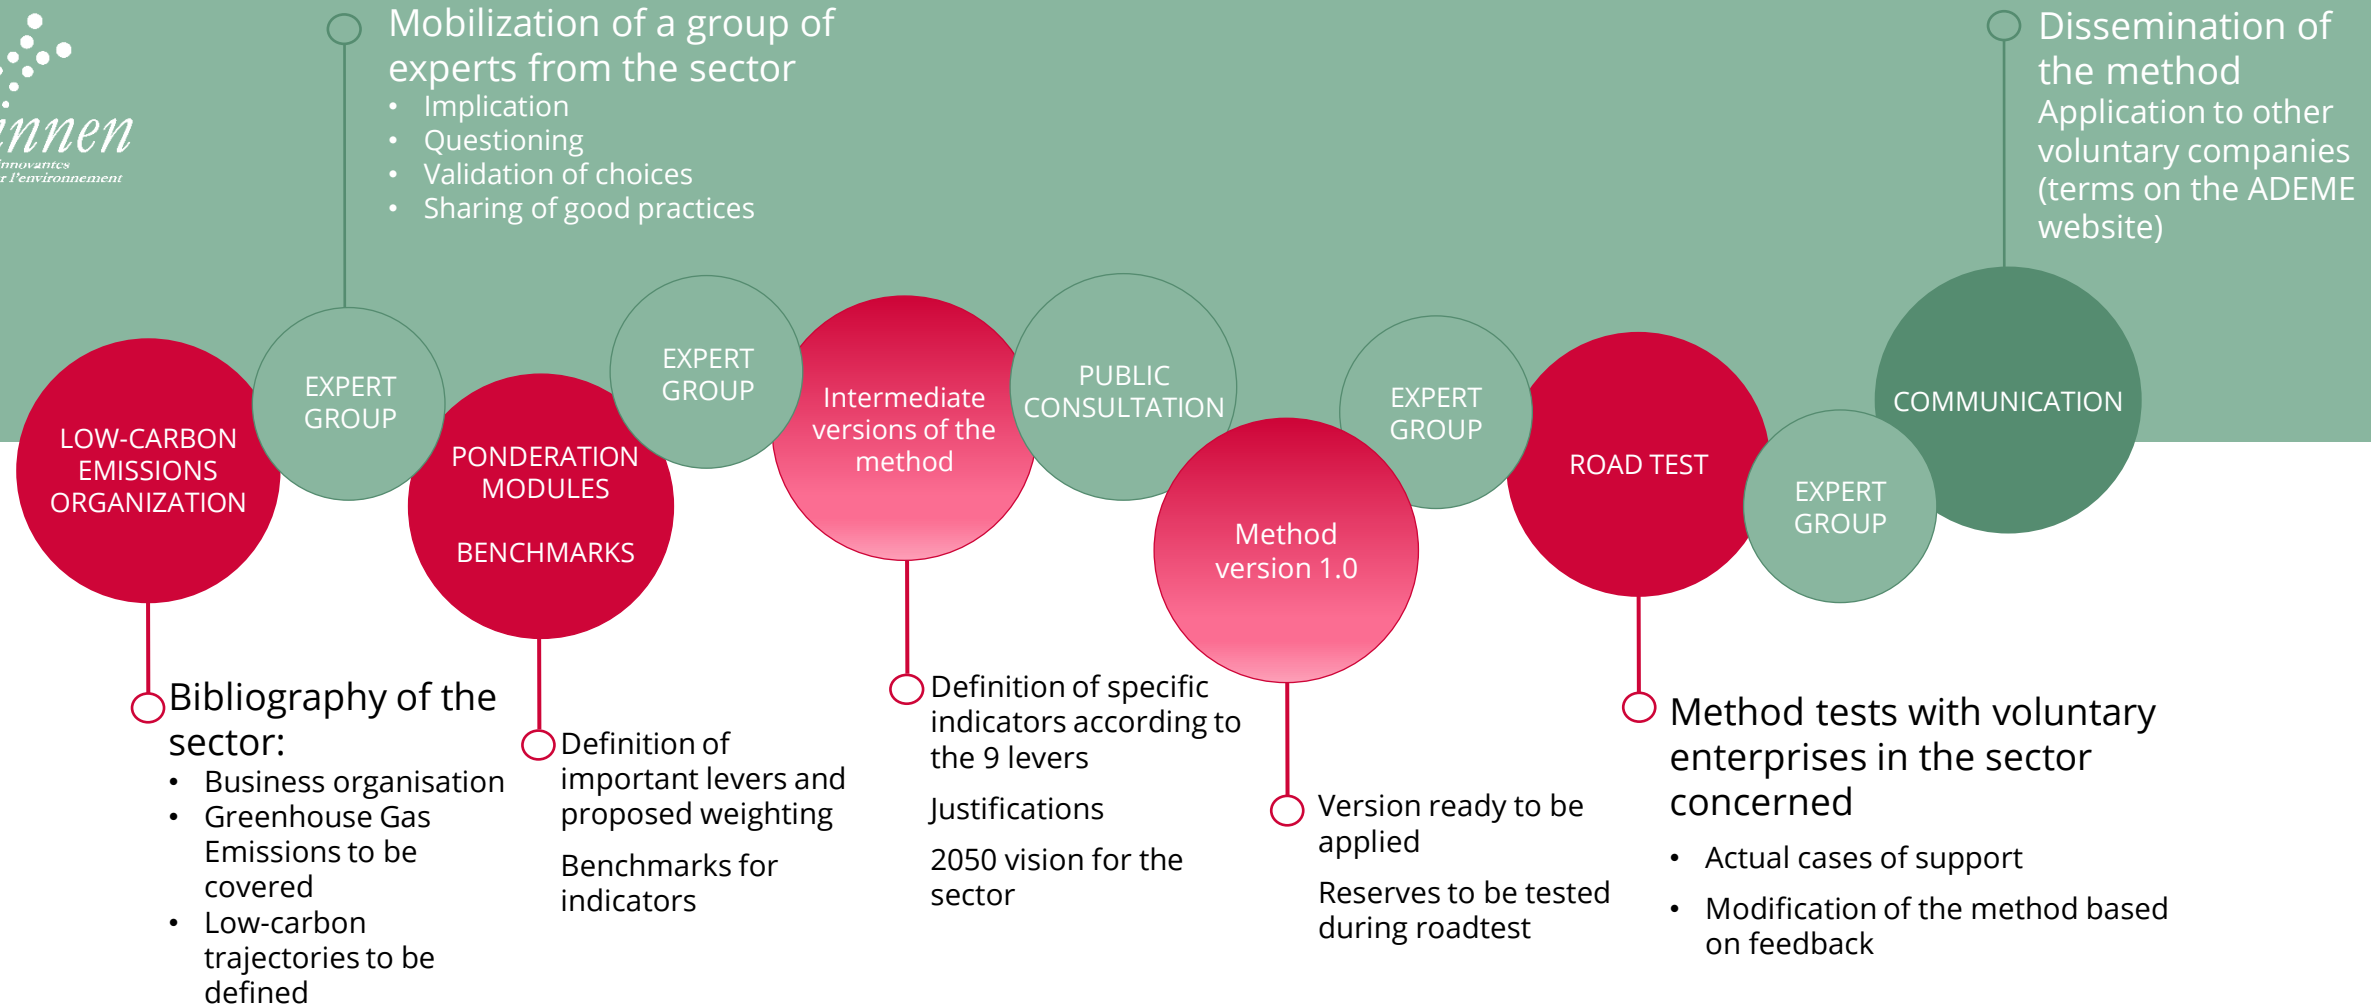 Mobilization of a group of
experts from the sector
• Implication
• Questioning
• Validation of choices
• Sharing of good practices
Dissemination of
the method
Application to other
voluntary companies
(terms on the ADEME
website)
innovantes
l'environnement
LOW-CARBON
EMISSIONS
ORGANIZATION
EXPERT
GROUP
PONDERATION
MODULES
BENCHMARKS
EXPERT
GROUP
Intermediate
versions of the
method
PUBLIC
CONSULTATION
Method
version 1.0
EXPERT
GROUP
ROAD TEST
EXPERT
GROUP
COMMUNICATION
Bibliography of the
sector:
• Business organisation
• Greenhouse Gas
Emissions to be
covered
• Low-carbon
trajectories to be
defined
Definition of
important levers and
proposed weighting
Benchmarks for
indicators
Definition of specific
indicators according to
the 9 levers
Justifications
2050 vision for the
sector
Version ready to be
applied
Reserves to be tested
during roadtest
Method tests with voluntary
enterprises in the sector
concerned
• Actual cases of support
• Modification of the method based
on feedback